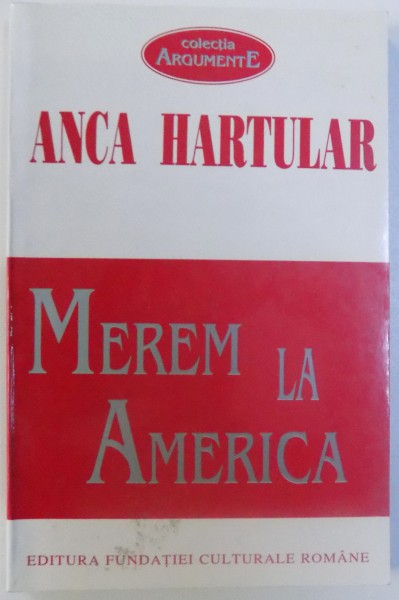 colecția
ARGUMENTE
ANCA HARTULAR
MEREM
LA
AMERICA
EDITURA FUNDAȚIEI CULTURALE ROMÂNE